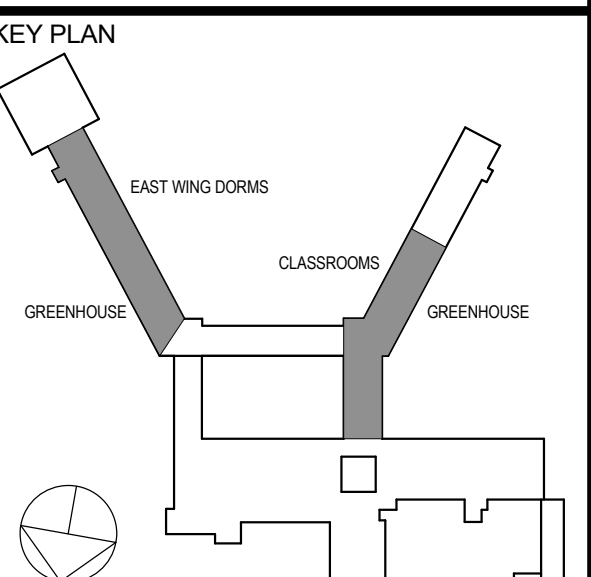 KEY PLAN
EAST WING DORMS
CLASSROOMS
GREENHOUSE
GREENHOUSE